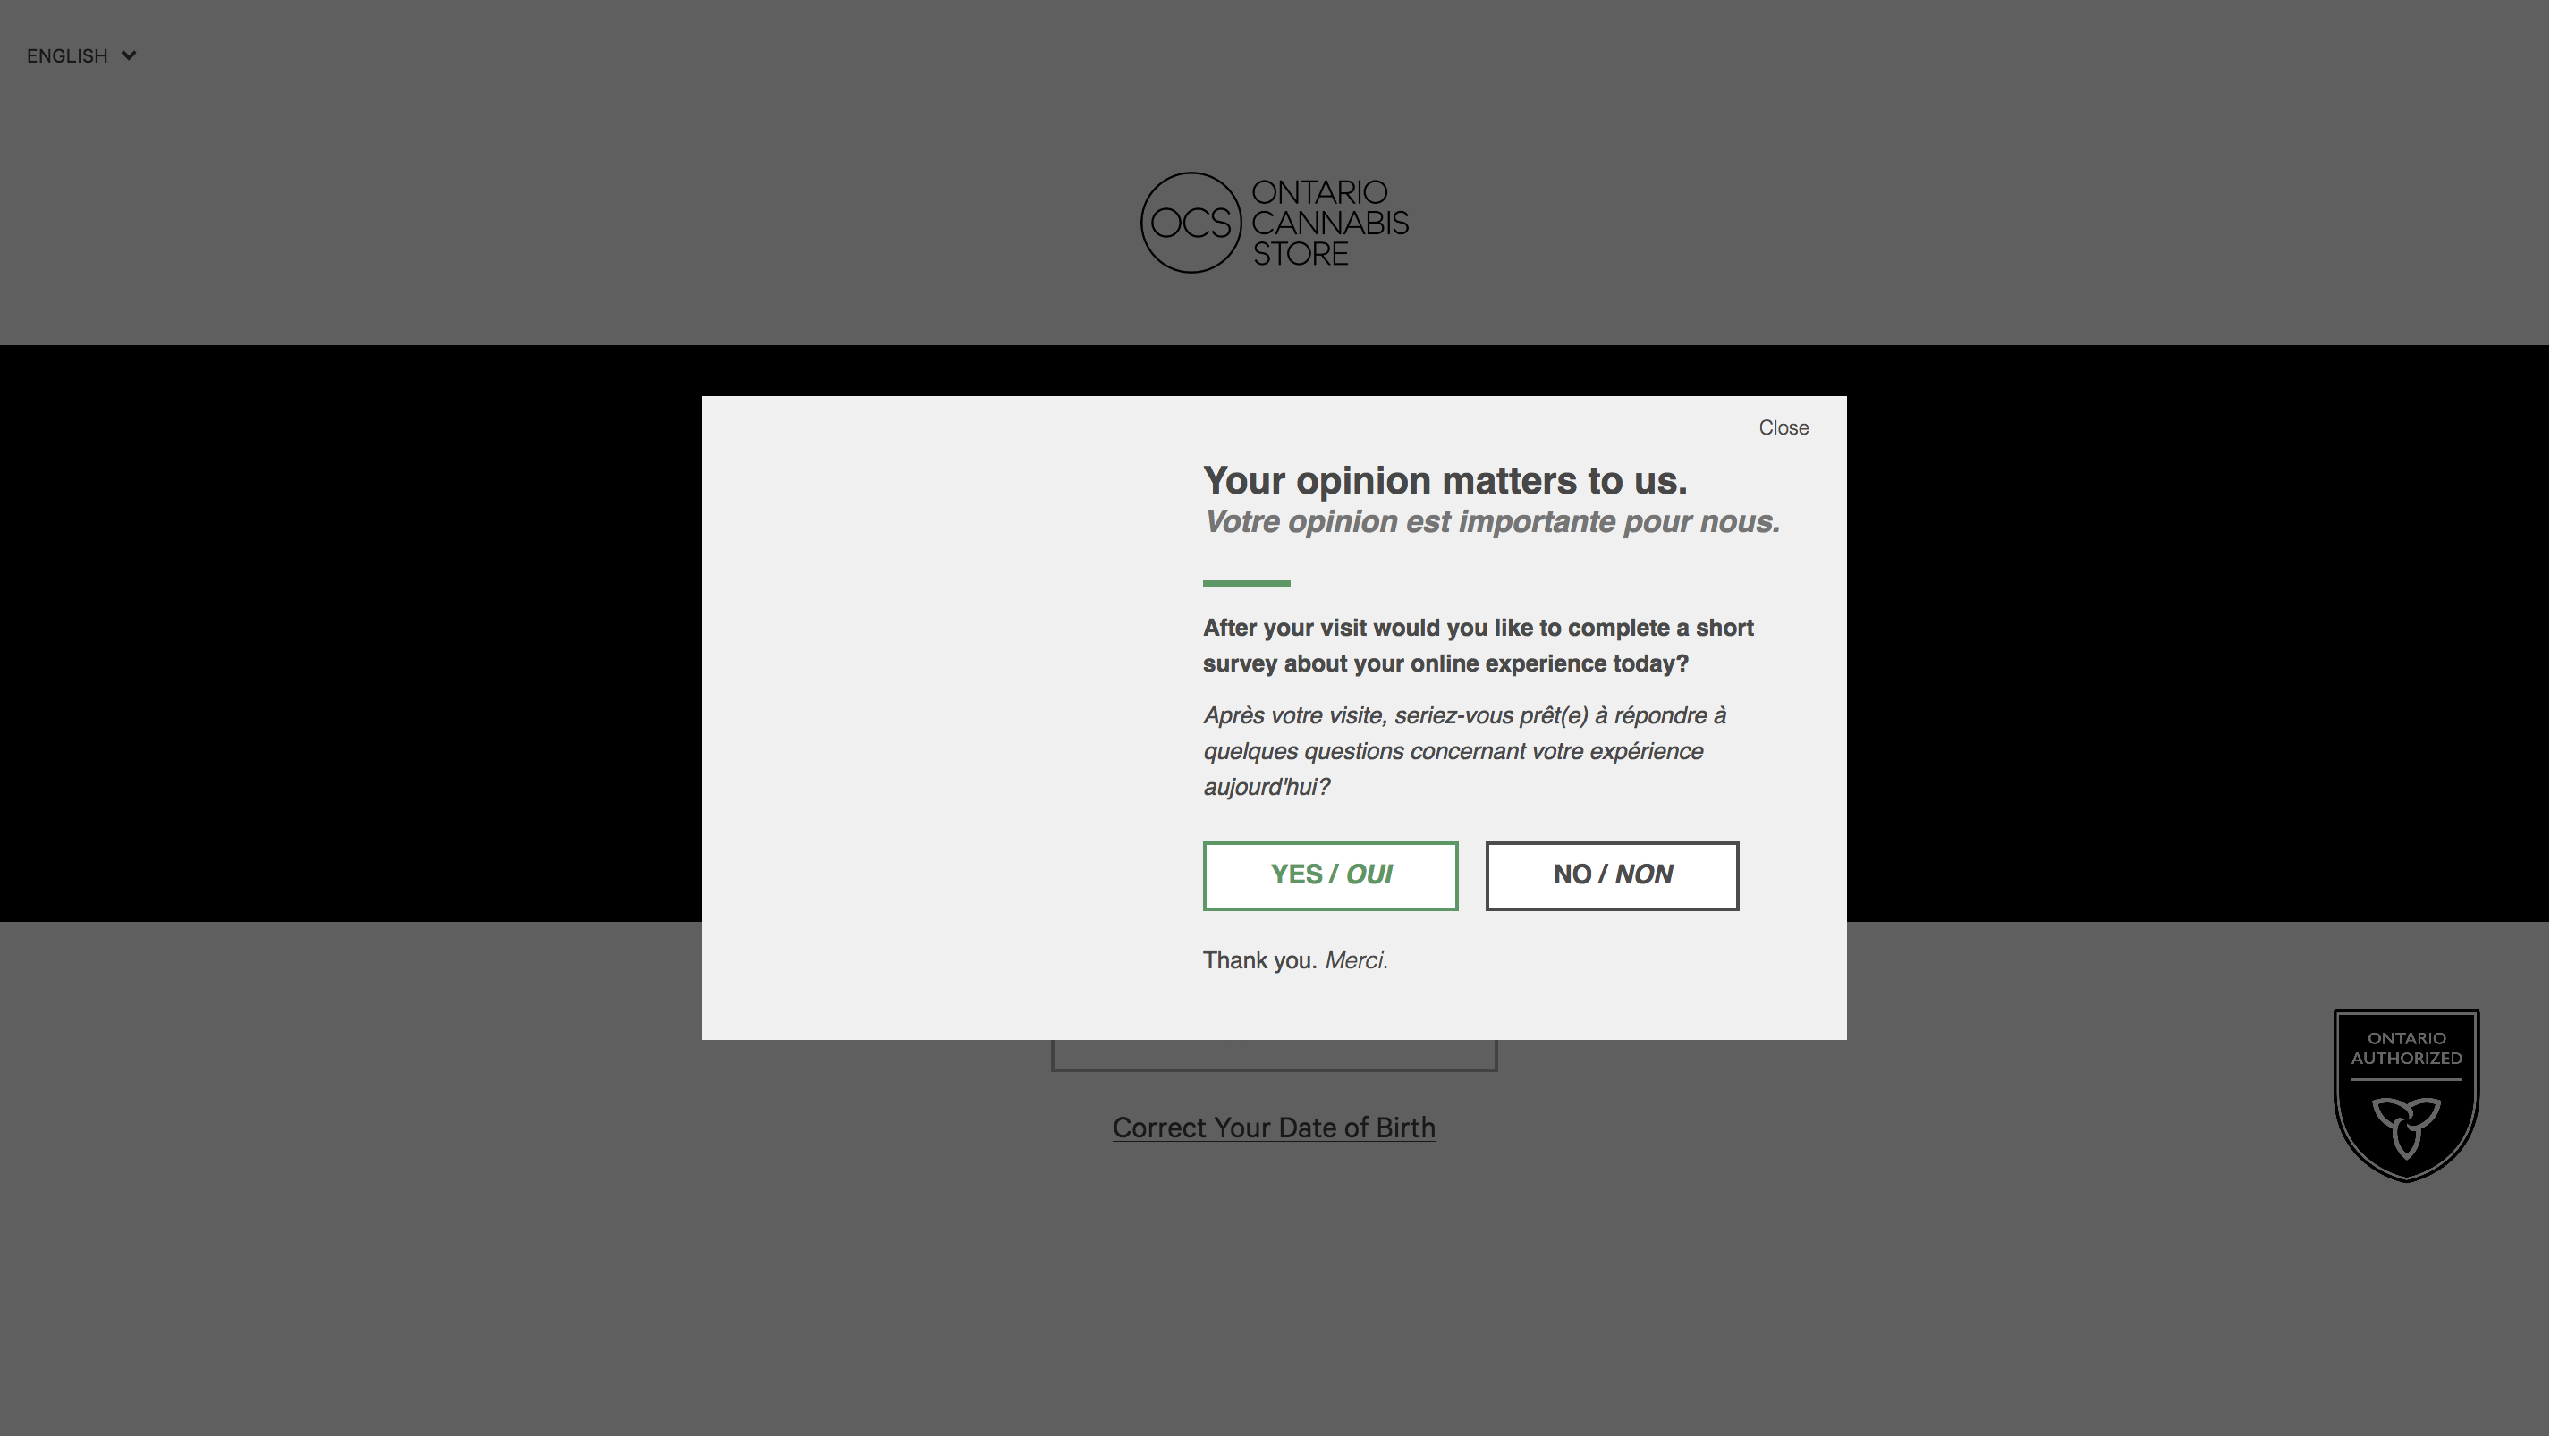 ENGLISH
OCS
ONTARIO
CANNABIS
STORE
Close
Your opinion matters to us.
Votre opinion est importante pour nous.
After your visit would you like to complete a short
survey about your online experience today?
Après votre visite, seriez-vous prêt(e) à répondre à
quelques questions concernant votre expérience
aujourd'hui?
YES / OUI
NO / NON
Thank you. Merci.
ONTARIO
AUTHORIZED
Correct Your Date of Birth